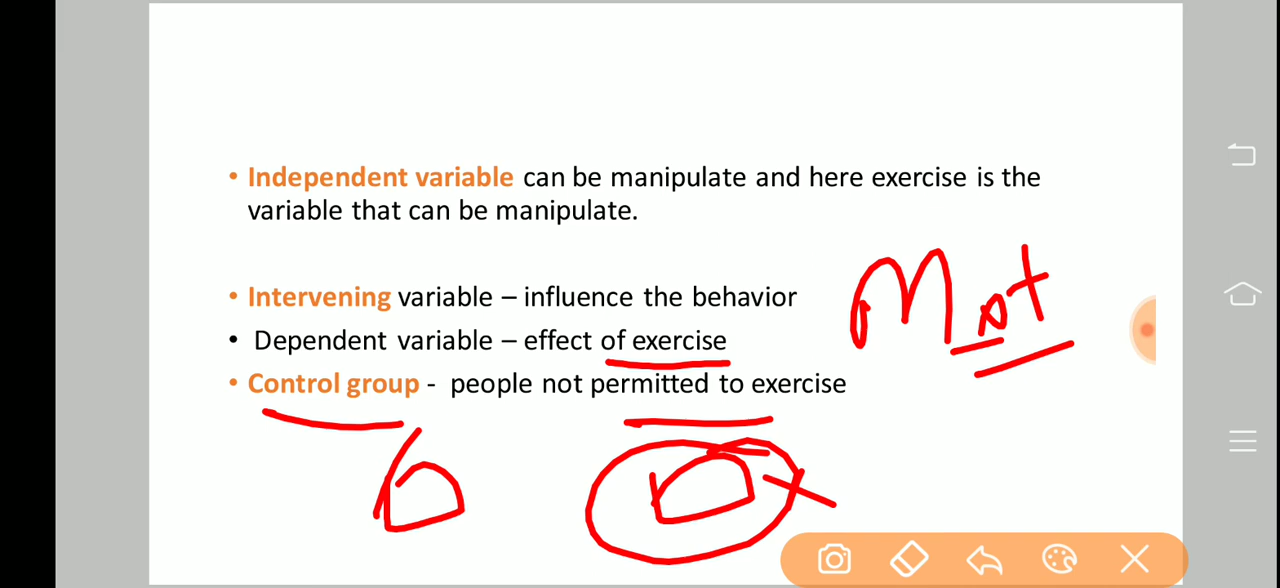 • Independent variable can be manipulate and here exercise is the
variable that can be manipulate.
• Intervening variable – influence the behavior
• Dependent variable – effect of exercise
• Control group - people not permitted to exercise